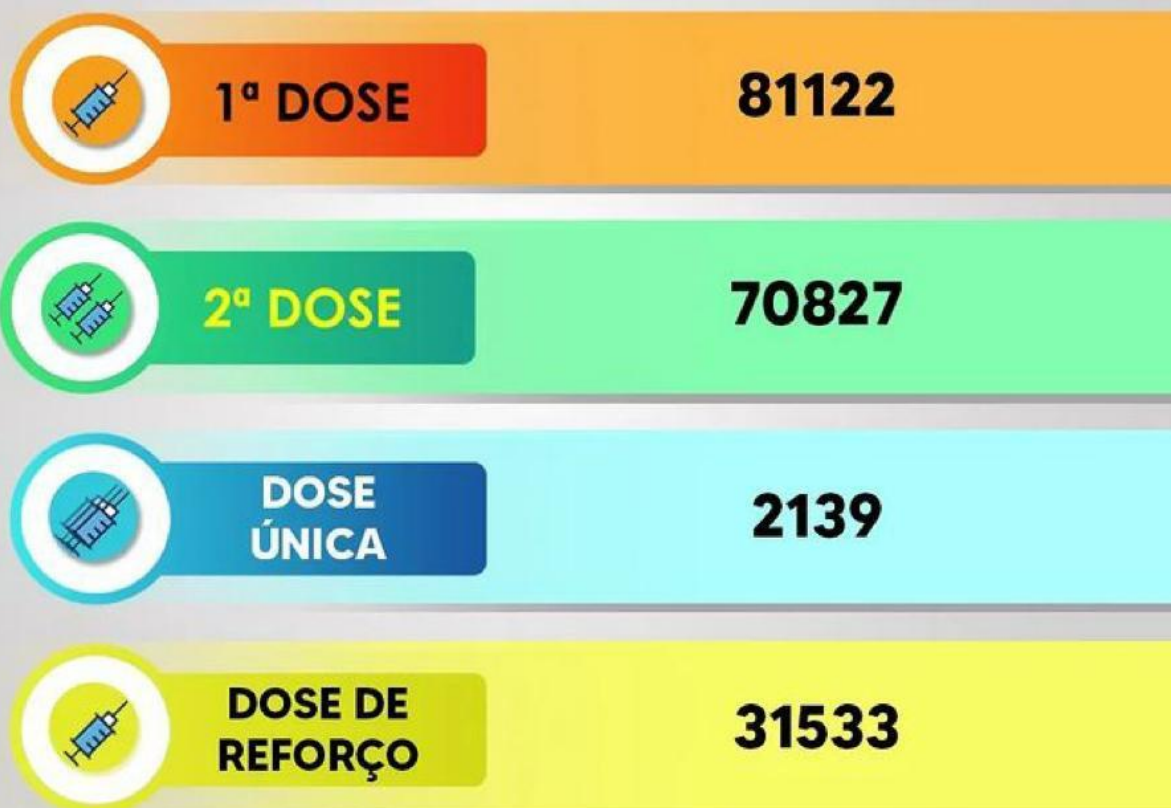 1ª DOSE 81122
2ª DOSE 70827
DOSE
ÚNICA
2139
DOSE DE
REFORÇO
31533